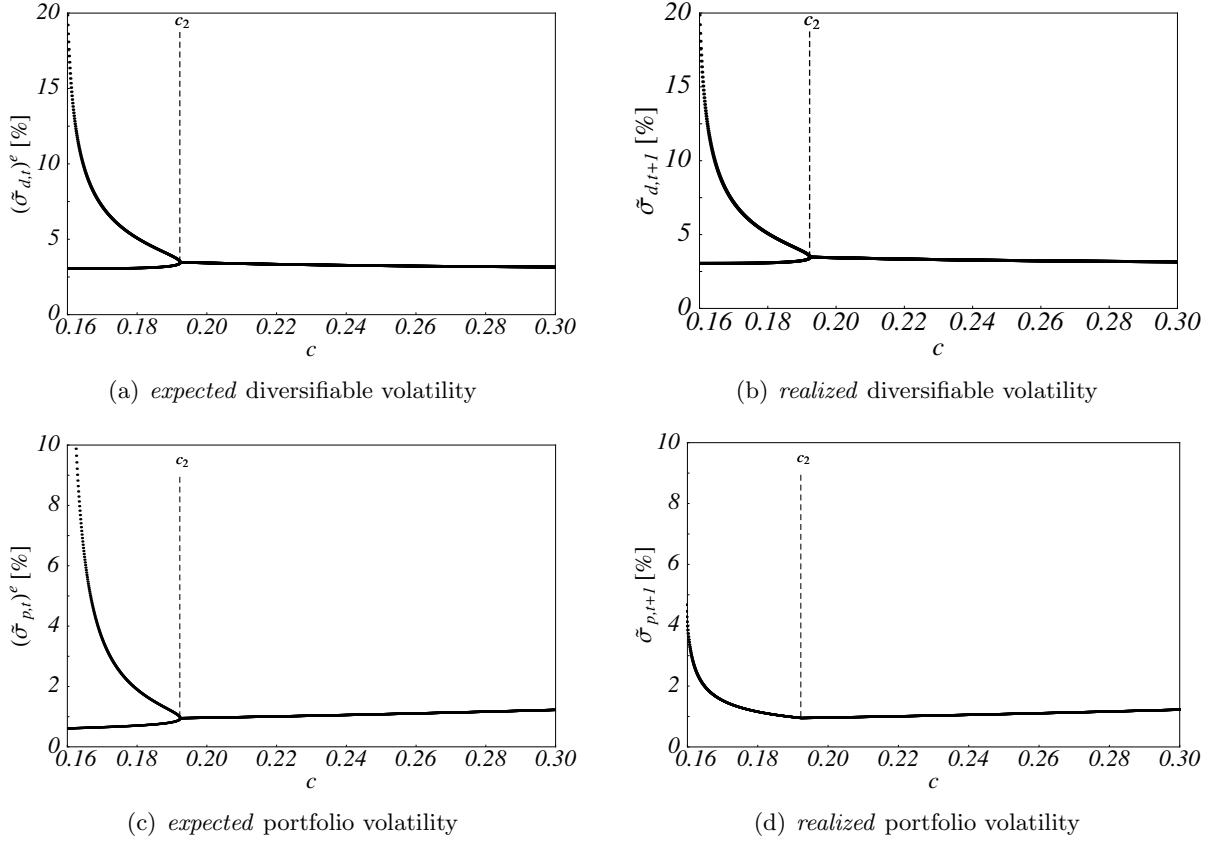 20
15
10
5
0
0.16 0.18 0.20 0.22 0.24 0.26 0.28 0.30
(σ̃_{d,t})^e [%]
c₂
c
(a) expected diversifiable volatility
20
15
10
5
0
0.16 0.18 0.20 0.22 0.24 0.26 0.28 0.30
σ̃_{d,t+1} [%]
c₂
c
(b) realized diversifiable volatility
10
8
6
4
2
0
0.16 0.18 0.20 0.22 0.24 0.26 0.28 0.30
(σ̃_{p,t})^e [%]
c₂
c
(c) expected portfolio volatility
10
8
6
4
2
0
0.16 0.18 0.20 0.22 0.24 0.26 0.28 0.30
σ̃_{p,t+1} [%]
c₂
c
(d) realized portfolio volatility